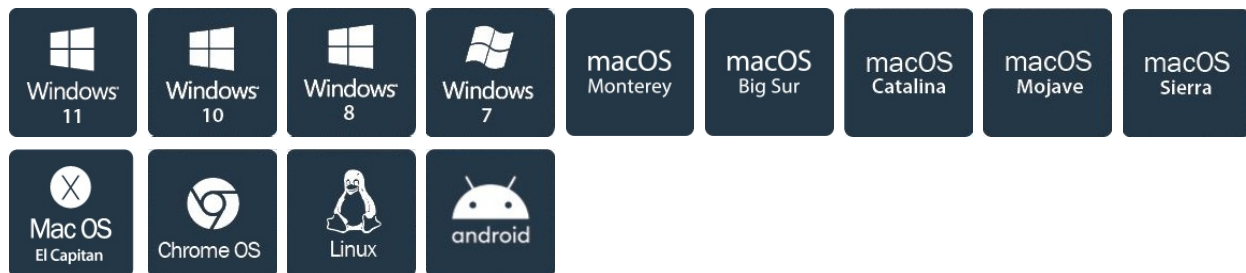 Windows
11
Windows
10
Windows
8
Windows
7
macOS
Monterey
macOS
Big Sur
macOS
Catalina
macOS
Mojave
macOS
Sierra
X
Mac OS
El Capitan
Chrome OS
Linux
android